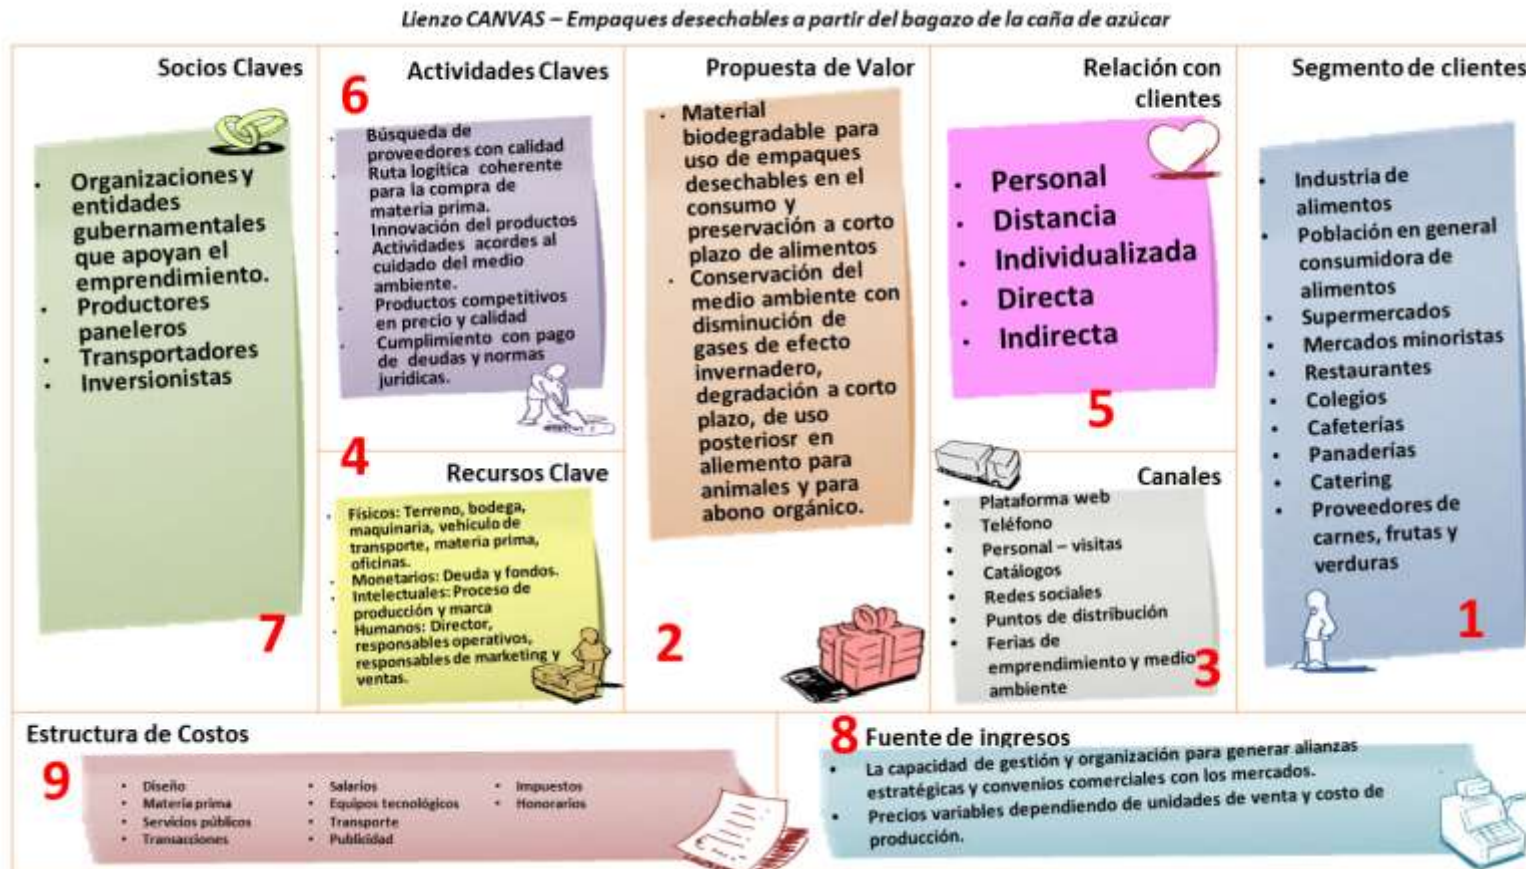 Lienzo CANVAS – Empaques desechables a partir del bagazo de la caña de azúcar
Socios Claves
• Organizaciones y
entidades
gubernamentales
que apoyan el
emprendimiento.
• Productores
paneleros
• Transportadores
• Inversionistas
7
6
Actividades Claves
Búsqueda de
proveedores con calidad
Ruta logítica coherente
para la compra de
materia prima.
Innovación del productos
Actividades acordes al
cuidado del medio
ambiente.
Productos competitivos
en precio y calidad
Cumplimiento con pago
de deudas y normas
jurídicas.
4
Recursos Clave
Físicos: Terreno, bodega,
maquinaria, vehículo de
transporte, materia prima,
oficinas.
Monetarios: Deuda y fondos.
Intelectuales: Proceso de
producción y marca
Humanos: Director,
responsables operativos,
responsables de marketing y
ventas.
Propuesta de Valor
• Material
biodegradable para
uso de empaques
desechables en el
consumo y
preservación a corto
plazo de alimentos
• Conservación del
medio ambiente con
disminución de
gases de efecto
invernadero,
degradación a corto
plazo, de uso
posteriosr en
aliemento para
animales y para
abono orgánico.
2
Relación con
clientes
• Personal
• Distancia
• Individualizada
• Directa
• Indirecta
5
Canales
• Plataforma web
• Teléfono
• Personal – visitas
• Catálogos
• Redes sociales
• Puntos de distribución
• Ferias de
emprendimiento y medio
ambiente
3
Segmento de clientes
• Industria de
alimentos
• Población en general
consumidora de
alimentos
• Supermercados
• Mercados minoristas
• Restaurantes
• Colegios
• Cafeterías
• Panaderías
• Catering
• Proveedores de
carnes, frutas y
verduras
1
Estructura de Costos
9
• Diseño
• Materia prima
• Servicios públicos
• Transacciones
• Salarios
• Equipos tecnológicos
• Transporte
• Publicidad
• Impuestos
• Honorarios
8
Fuente de ingresos
• La capacidad de gestión y organización para generar alianzas
estratégicas y convenios comerciales con los mercados.
• Precios variables dependiendo de unidades de venta y costo de
producción.